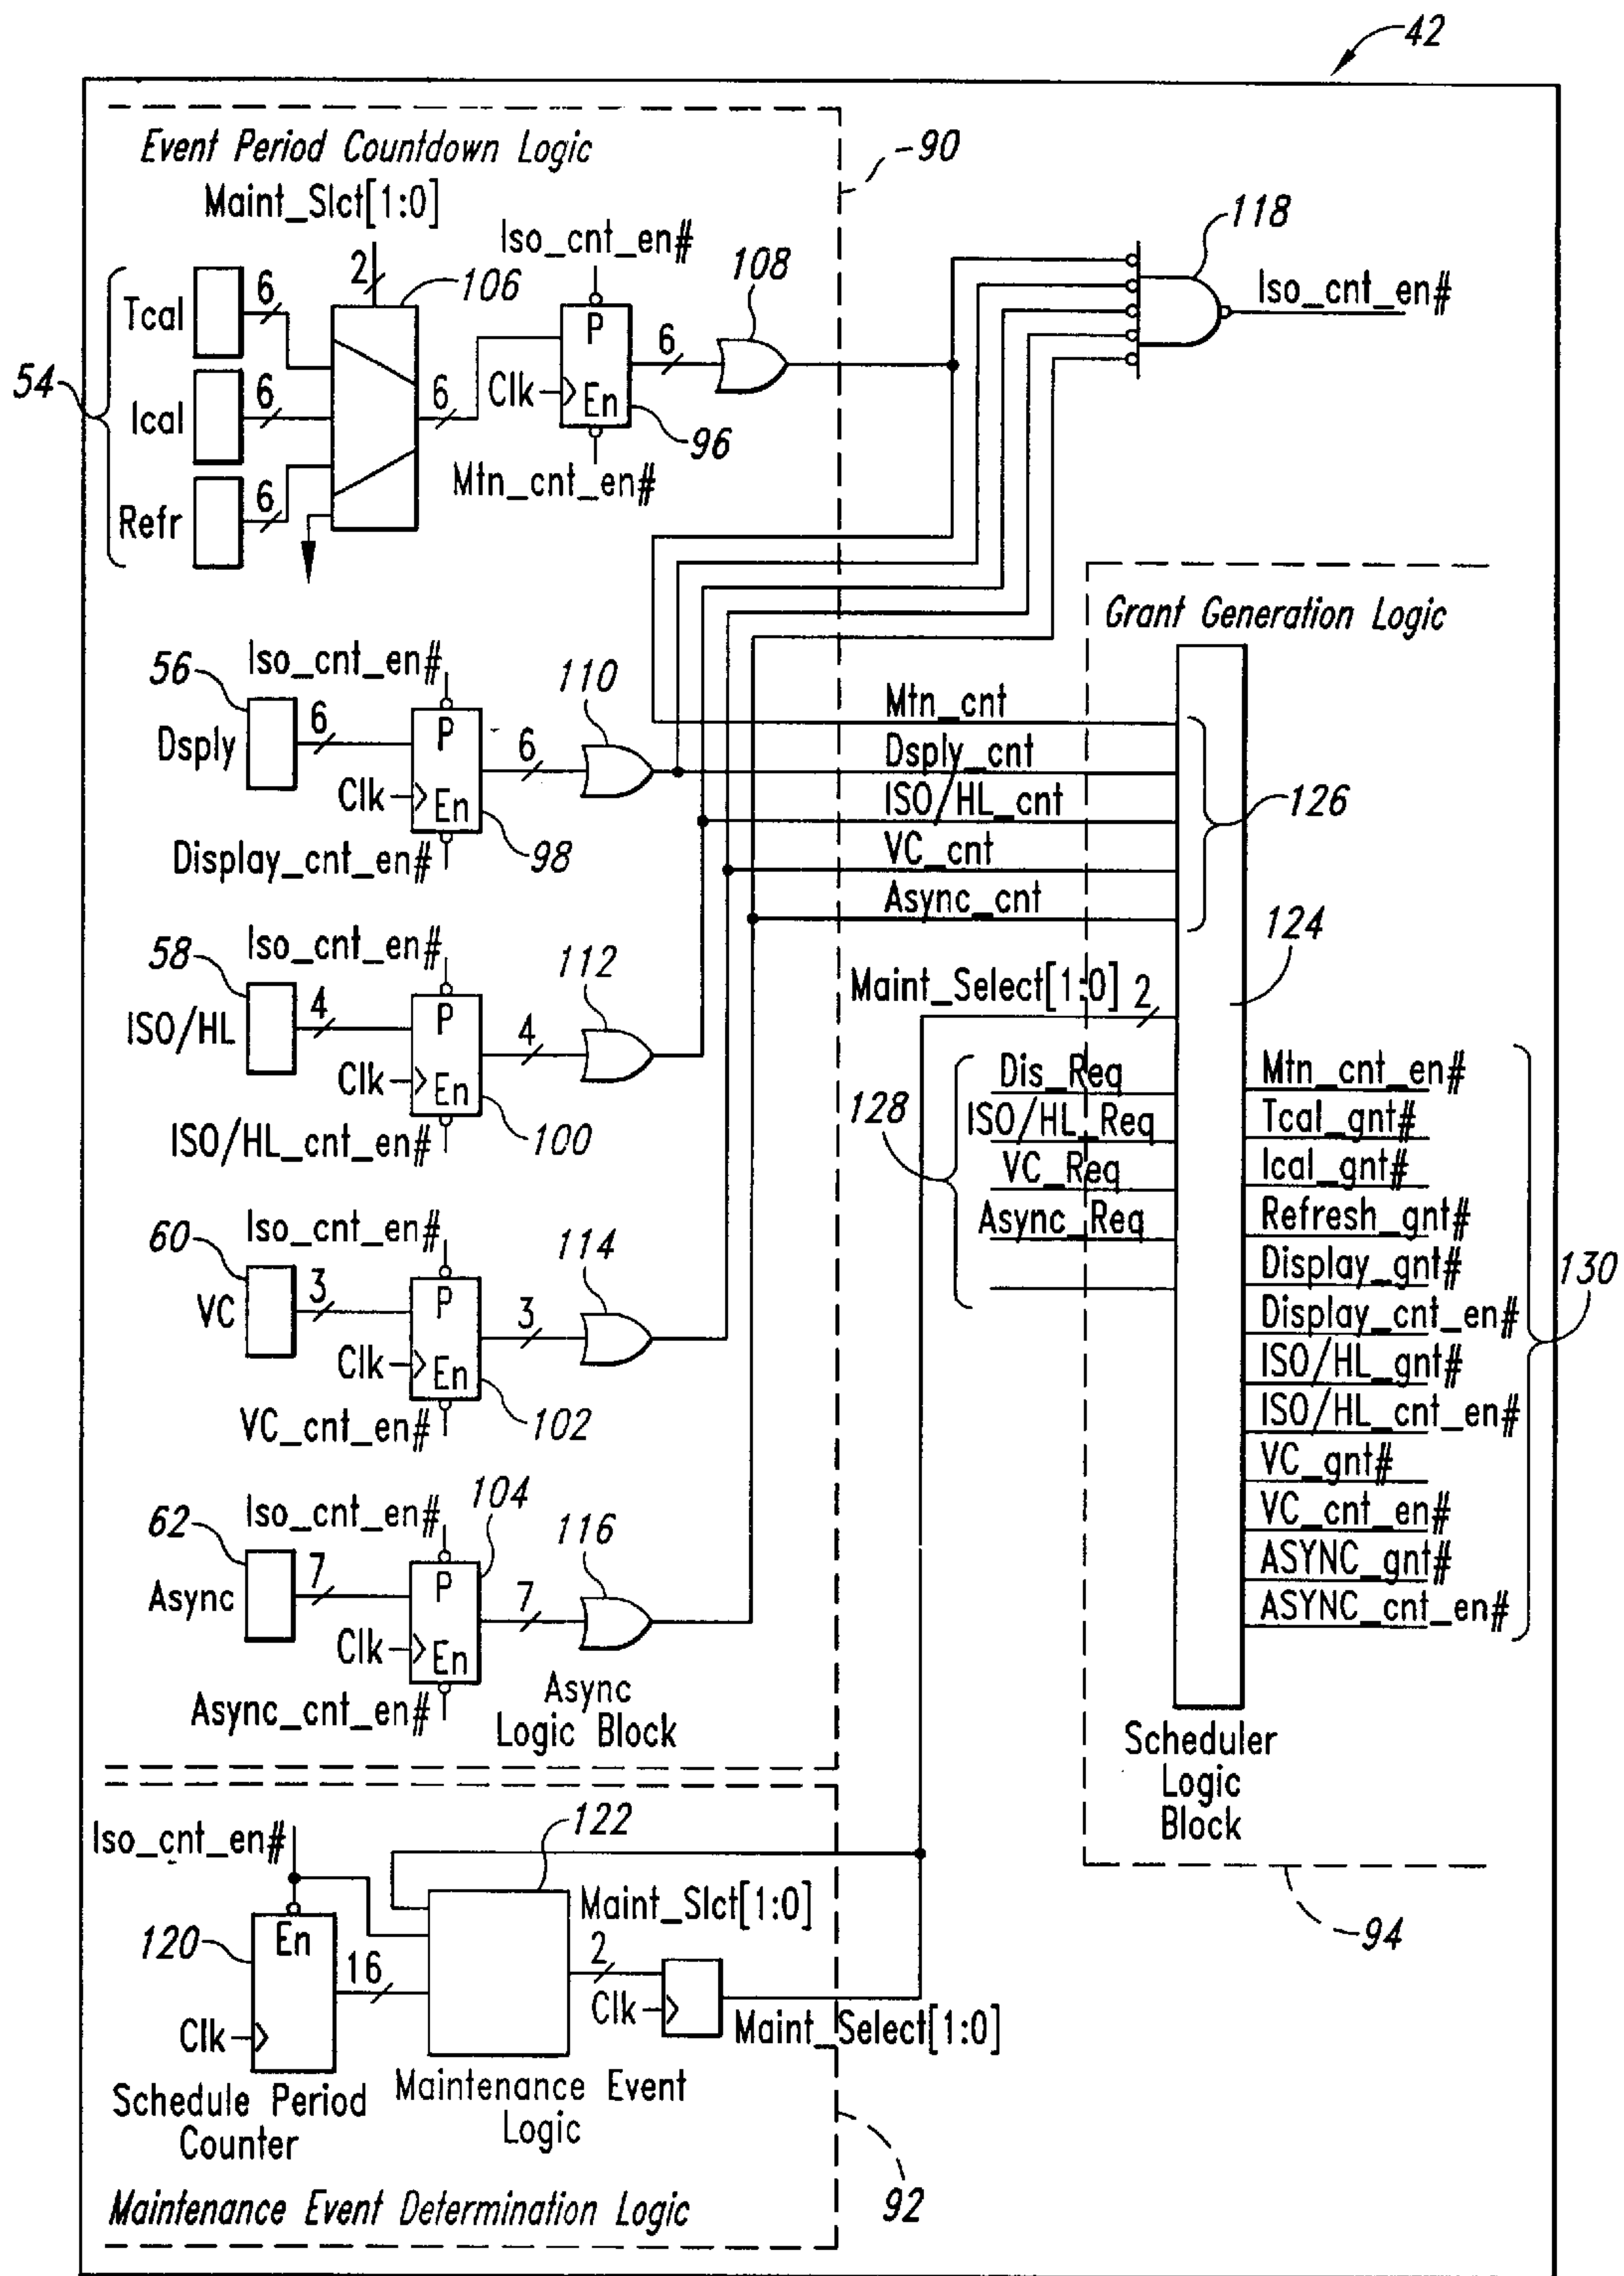 42
Event Period Countdown Logic
90
Maint_Slct[1:0]
118
Iso_cnt_en#
108
2
106
Iso_cnt_en#
Tcal
6
P
6
54
Ical
6
6
Clk
En
96
Refr
6
Mtn_cnt_en#
Grant Generation Logic
56
Iso_cnt_en#
110
Dsply
6
P
6
Clk
En
98
Display_cnt_en#
Mtn_cnt
Dsply_cnt
ISO/HL_cnt
VC_cnt
Async_cnt
126
124
58
Iso_cnt_en#
112
ISO/HL
4
P
4
Clk
En
100
ISO/HL_cnt_en#
Maint_Select[1:0]
2
128
Dis_Req
ISO/HL_Req
VC_Req
Async_Req
Mtn_cnt_en#
Tcal_gnt#
Ical_gnt#
Refresh_gnt#
Display_gnt#
Display_cnt_en#
ISO/HL_gnt#
ISO/HL_cnt_en#
VC_gnt#
VC_cnt_en#
ASYNC_gnt#
ASYNC_cnt_en#
130
60
Iso_cnt_en#
114
VC
3
P
3
Clk
En
102
VC_cnt_en#
62
Iso_cnt_en#
104
116
Async
7
P
7
Clk
En
Async_cnt_en#
Async
Logic Block
Scheduler
Logic
Block
94
Iso_cnt_en#
122
120
En
16
Clk
Maint_Slct[1:0]
2
Clk
Maint_Select[1:0]
Schedule Period
Counter
Maintenance Event
Logic
92
Maintenance Event Determination Logic